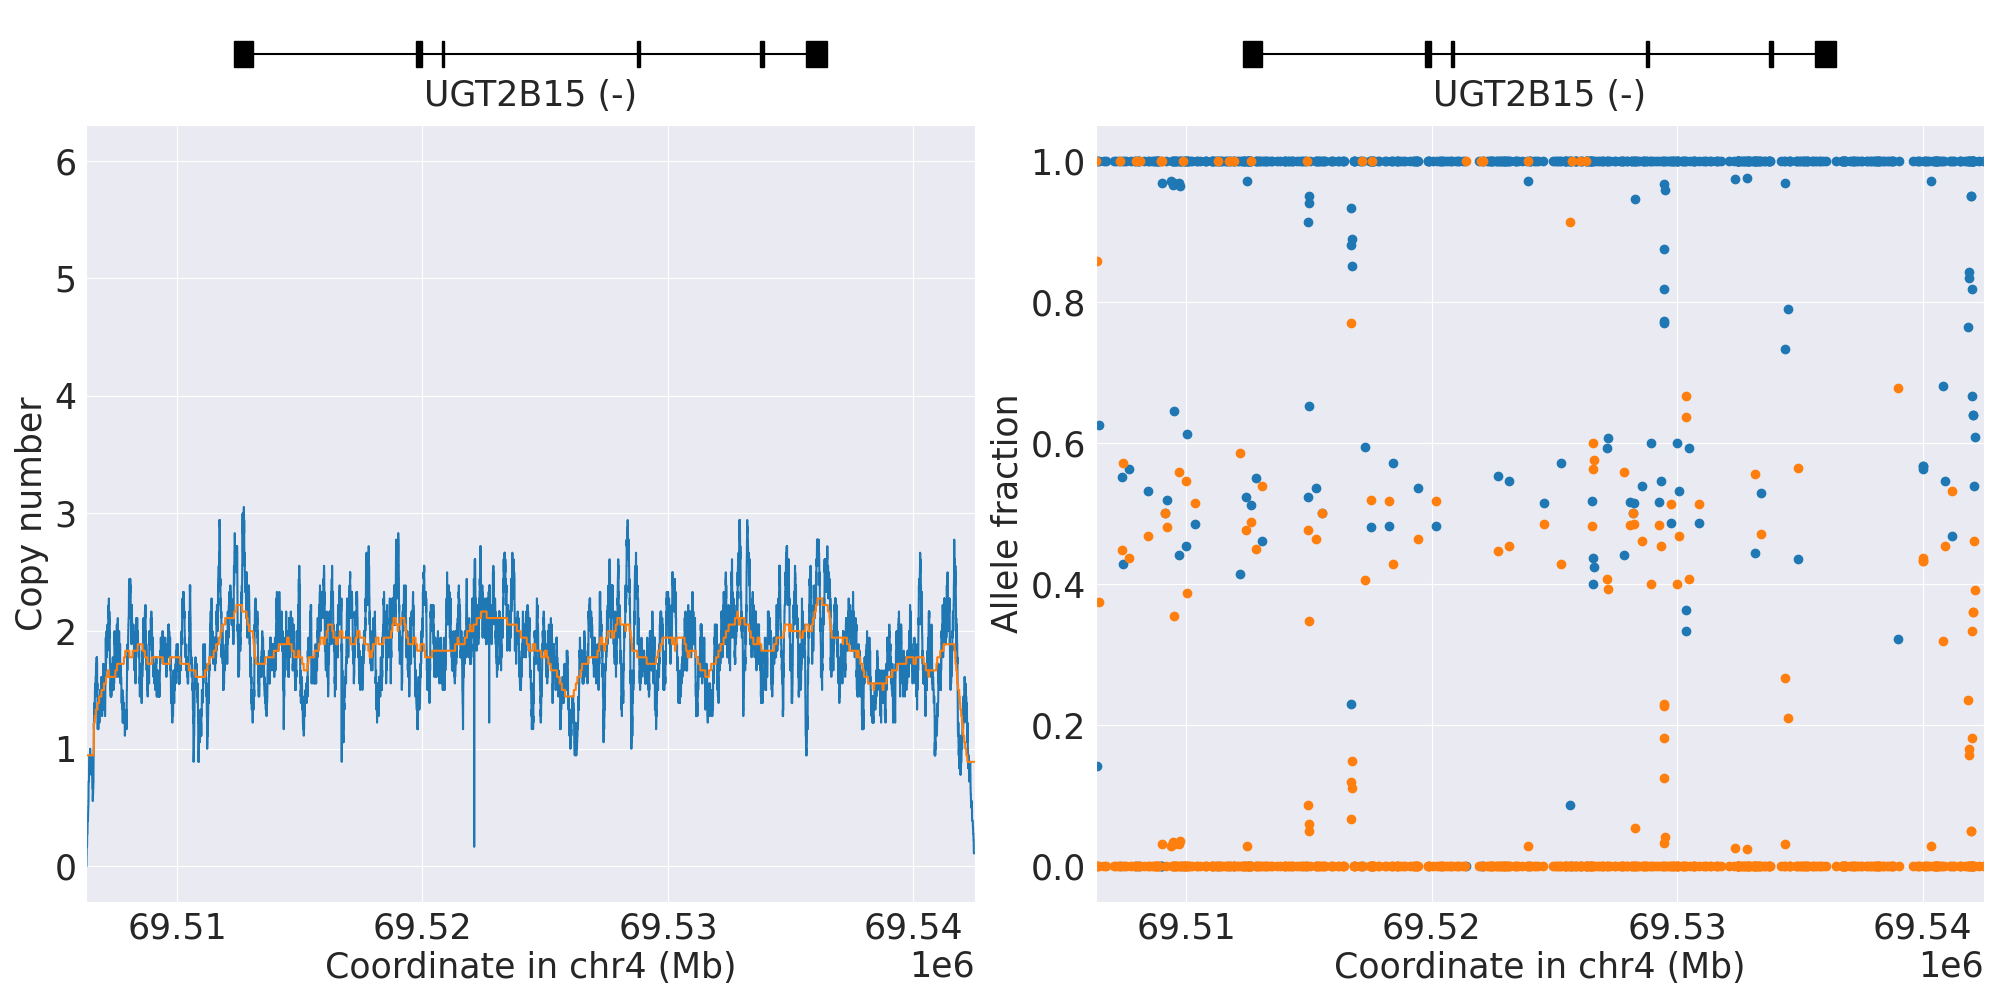 UGT2B15 (-)
Copy number
6
5
4
3
2
1
0
69.51 69.52 69.53 69.54
Coordinate in chr4 (Mb)
1e6
UGT2B15 (-)
Allele fraction
1.0
0.8
0.6
0.4
0.2
0.0
69.51 69.52 69.53 69.54
Coordinate in chr4 (Mb)
1e6